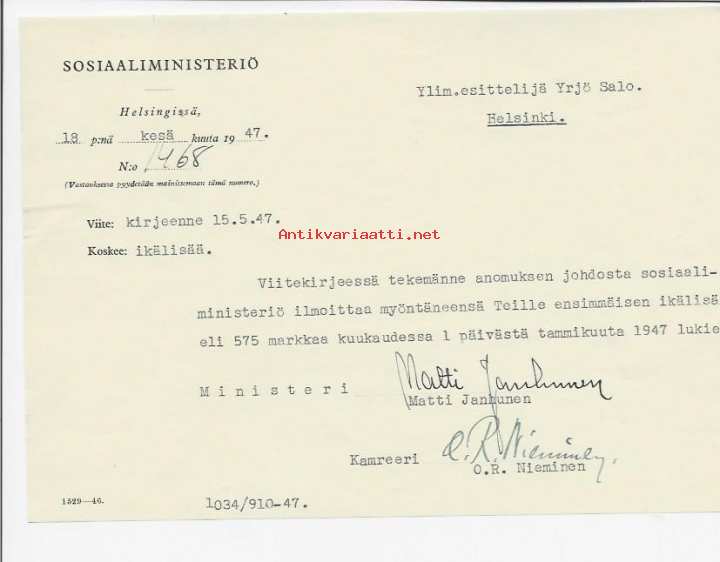 SOSIAALIMINISTERIÖ
Helsingissä,
18 p:nä kesä kuuta 19 47.
N:o 1468
(Vastauksessa pyydetään mainitsemaan tämä numero.)
Ylim.esittelijä Yrjö Salo.
Helsinki.
Viite: kirjeenne 15.5.47.
Koskee: ikälisää.
Antikvariaatti.net
Viitekirjeessä tekemänne anomuksen johdosta sosiaali-
ministeriö ilmoittaa myöntäneensä Teille ensimmäisen ikälisä
eli 575 markkaa kuukaudessa 1 päivästä tammikuuta 1947 lukie
Ministeri
Matti Janhunen
Matti Janhunen
Kamreeri
O.R. Nieminen
O.R. Nieminen
1529—46.
1034/910-47.